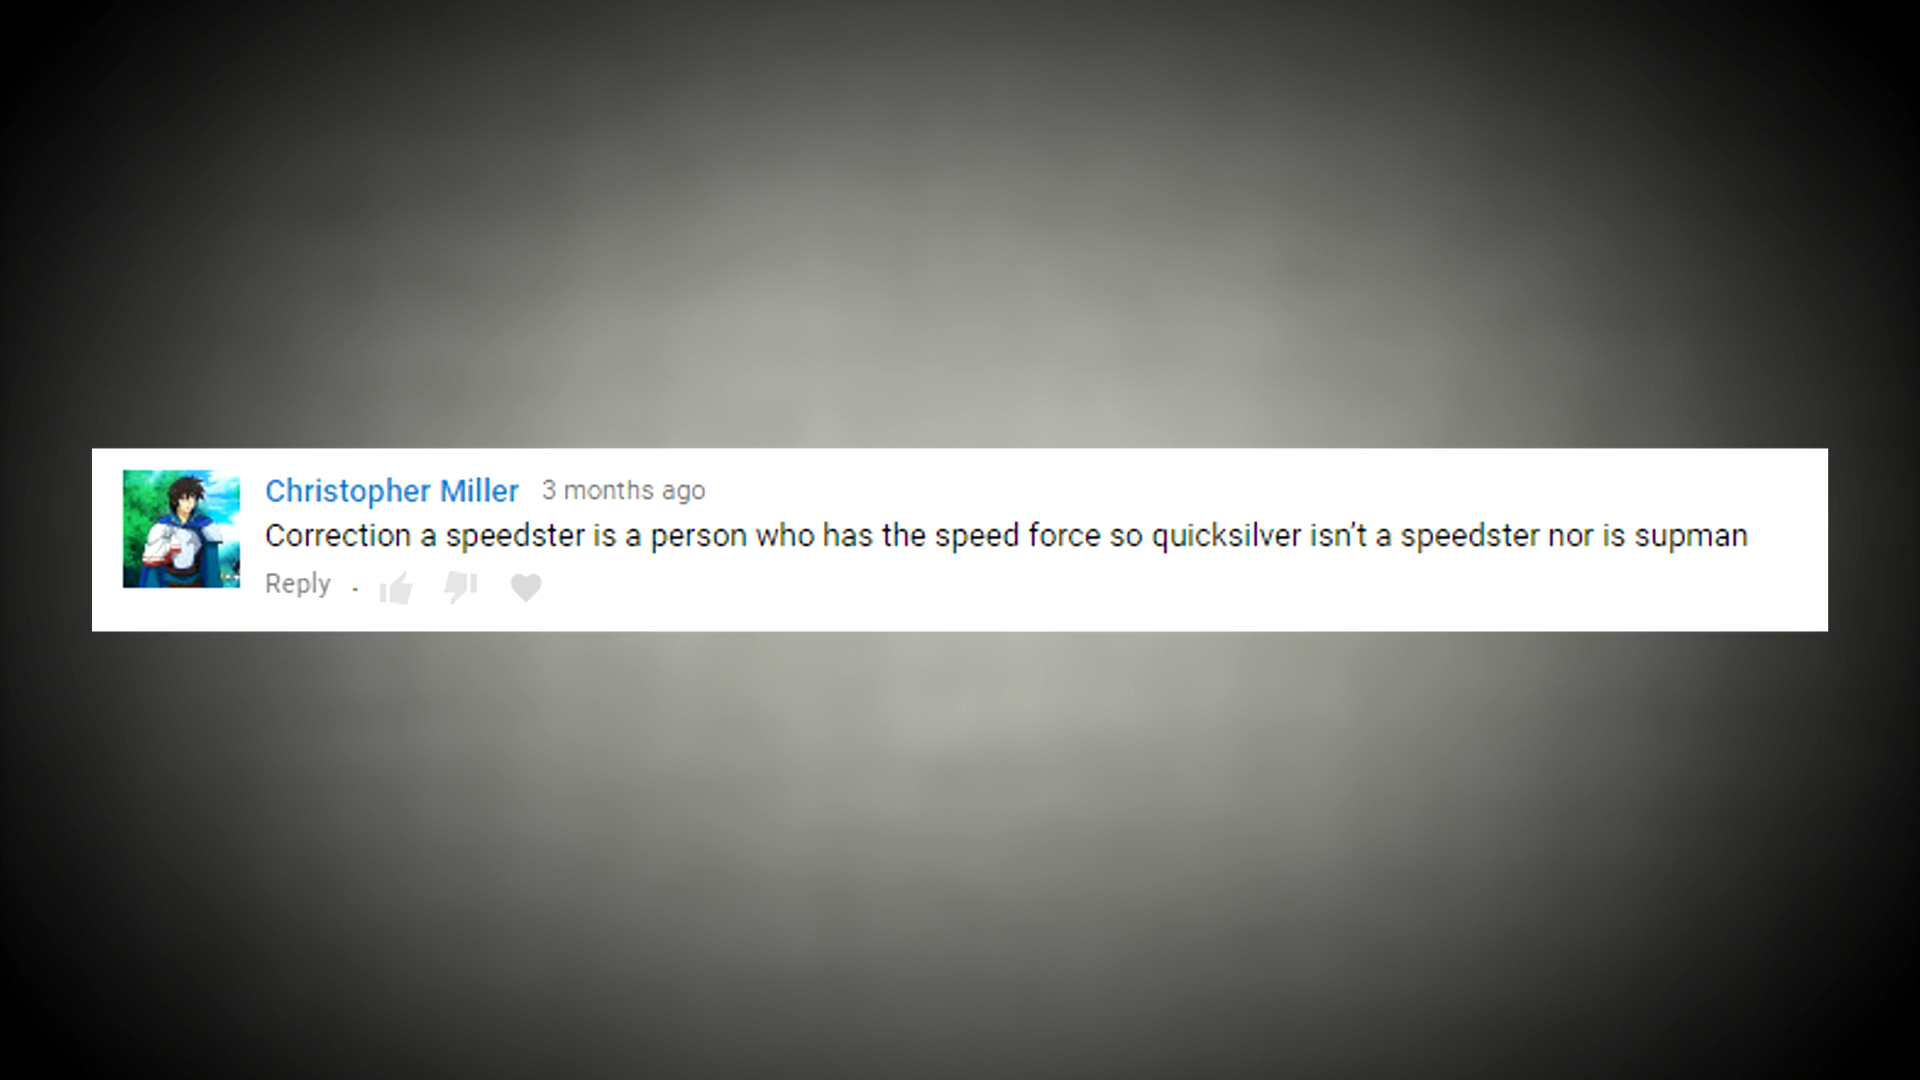 Christopher Miller 3 months ago
Correction a speedster is a person who has the speed force so quicksilver isn't a speedster nor is supman
Reply .